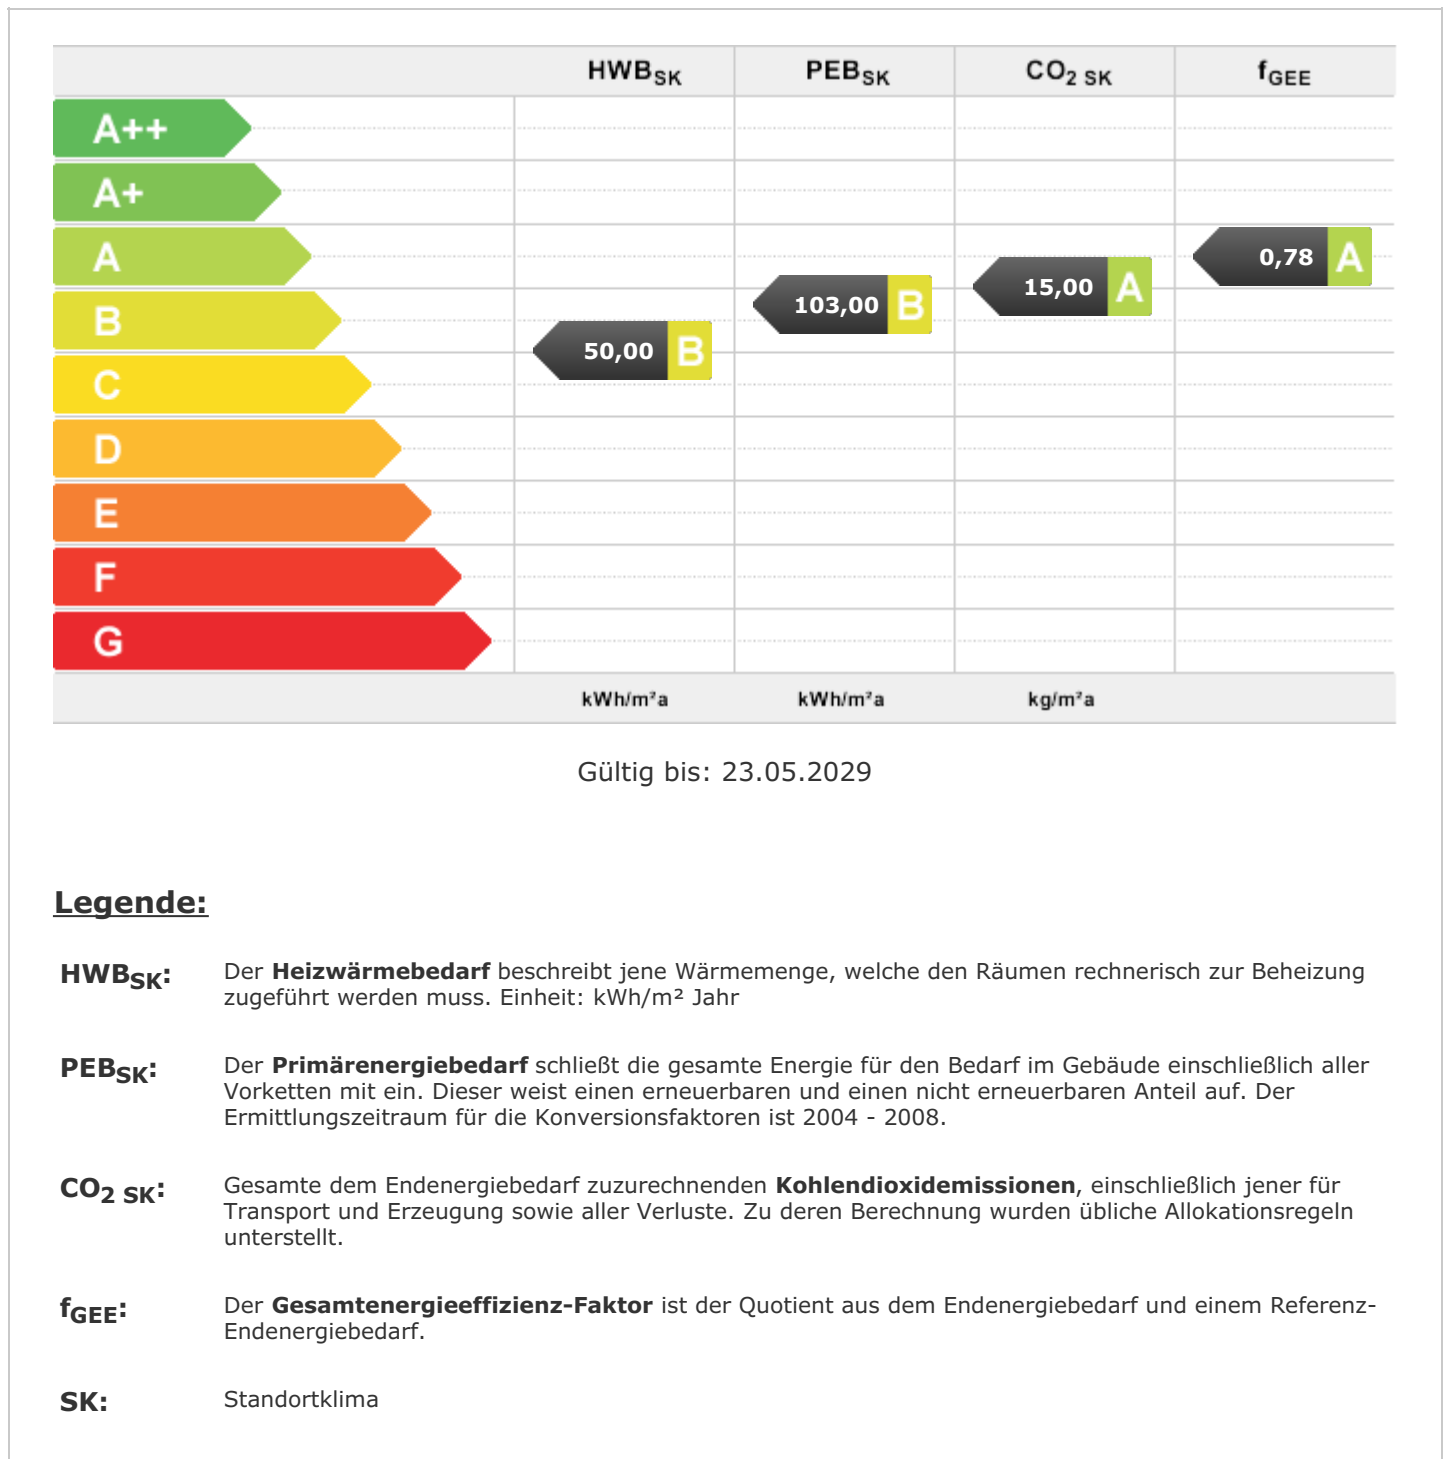 HWBSK PEBSK CO2 SK fGEE
A++
A+
A 0,78 A
15,00 A
103,00 B
B
50,00 B
C
D
E
F
G
kWh/m²a kWh/m²a kg/m²a
Gültig bis: 23.05.2029
Legende:
HWBSK: Der Heizwärmebedarf beschreibt jene Wärmemenge, welche den Räumen rechnerisch zur Beheizung
zugeführt werden muss. Einheit: kWh/m² Jahr
PEBSK: Der Primärenergiebedarf schließt die gesamte Energie für den Bedarf im Gebäude einschließlich aller
Vorketten mit ein. Dieser weist einen erneuerbaren und einen nicht erneuerbaren Anteil auf. Der
Ermittlungszeitraum für die Konversionsfaktoren ist 2004 - 2008.
CO2 SK: Gesamte dem Endenergiebedarf zuzurechnenden Kohlendioxidemissionen, einschließlich jener für
Transport und Erzeugung sowie aller Verluste. Zu deren Berechnung wurden übliche Allokationsregeln
unterstellt.
fGEE: Der Gesamtenergieeffizienz-Faktor ist der Quotient aus dem Endenergiebedarf und einem Referenz-
Endenergiebedarf.
SK: Standortklima